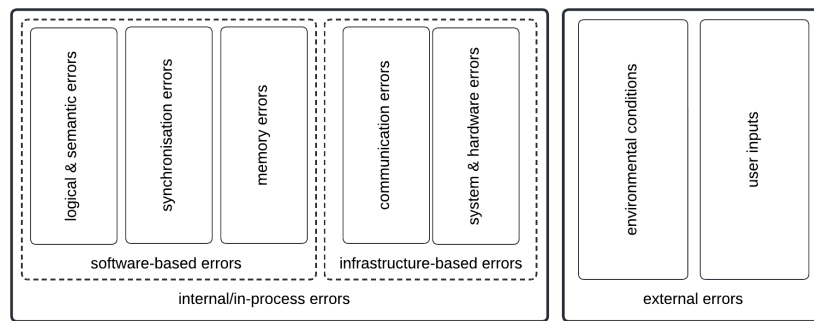 logical & semantic errors
synchronisation errors
memory errors
communication errors
system & hardware errors
environmental conditions
user inputs
software-based errors
infrastructure-based errors
internal/in-process errors
external errors